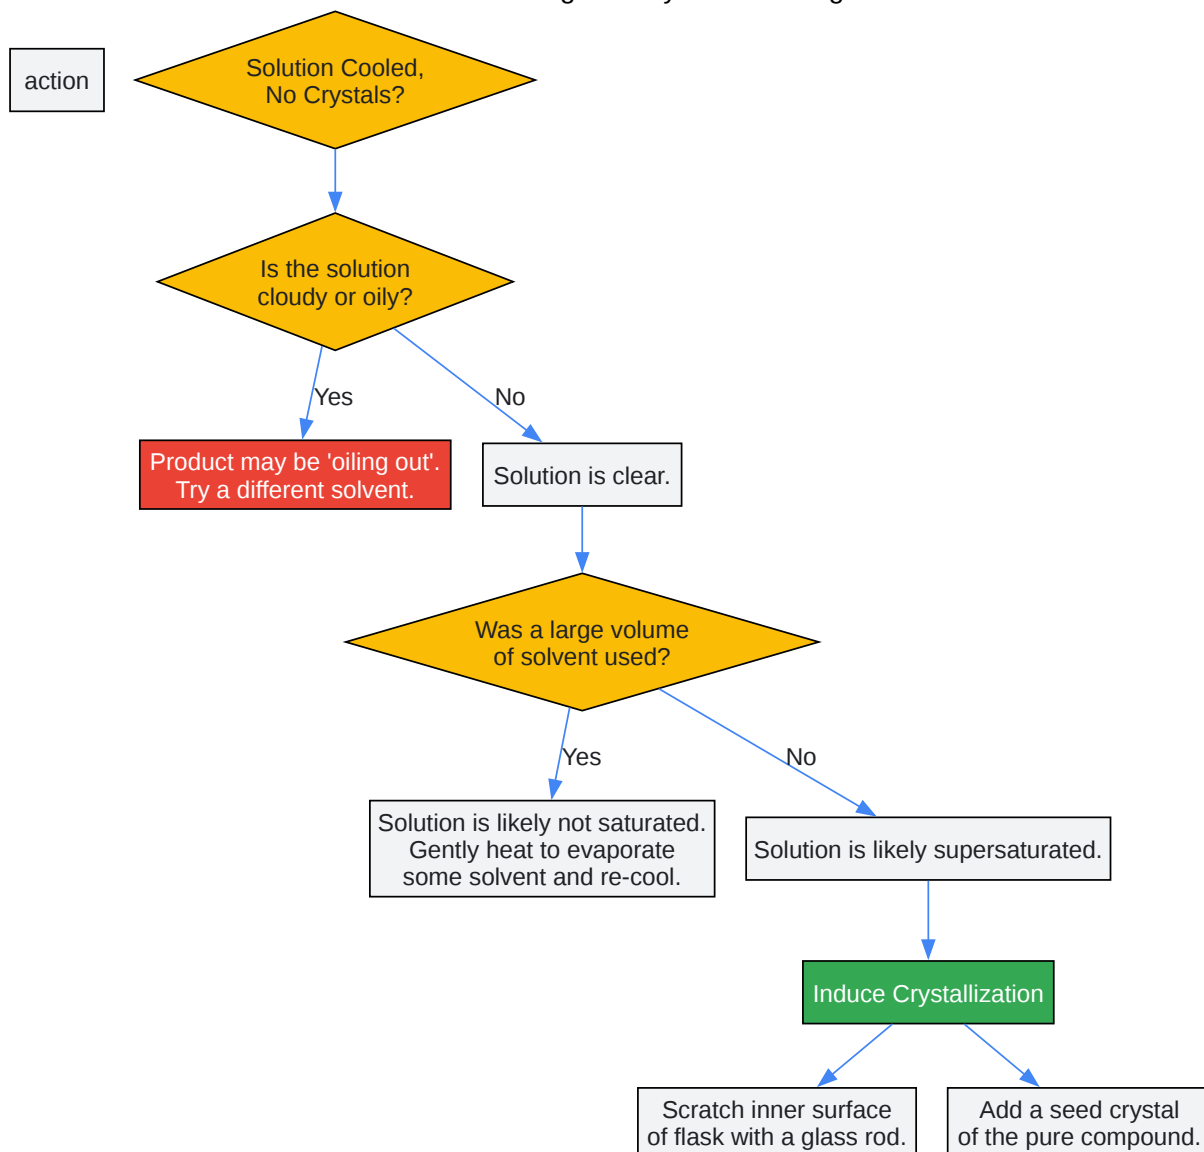 action
Solution Cooled,
No Crystals?
Is the solution
cloudy or oily?
Yes
No
Product may be 'oiling out'.
Try a different solvent.
Solution is clear.
Was a large volume
of solvent used?
Yes
No
Solution is likely not saturated.
Gently heat to evaporate
some solvent and re-cool.
Solution is likely supersaturated.
Induce Crystallization
Scratch inner surface
of flask with a glass rod.
Add a seed crystal
of the pure compound.